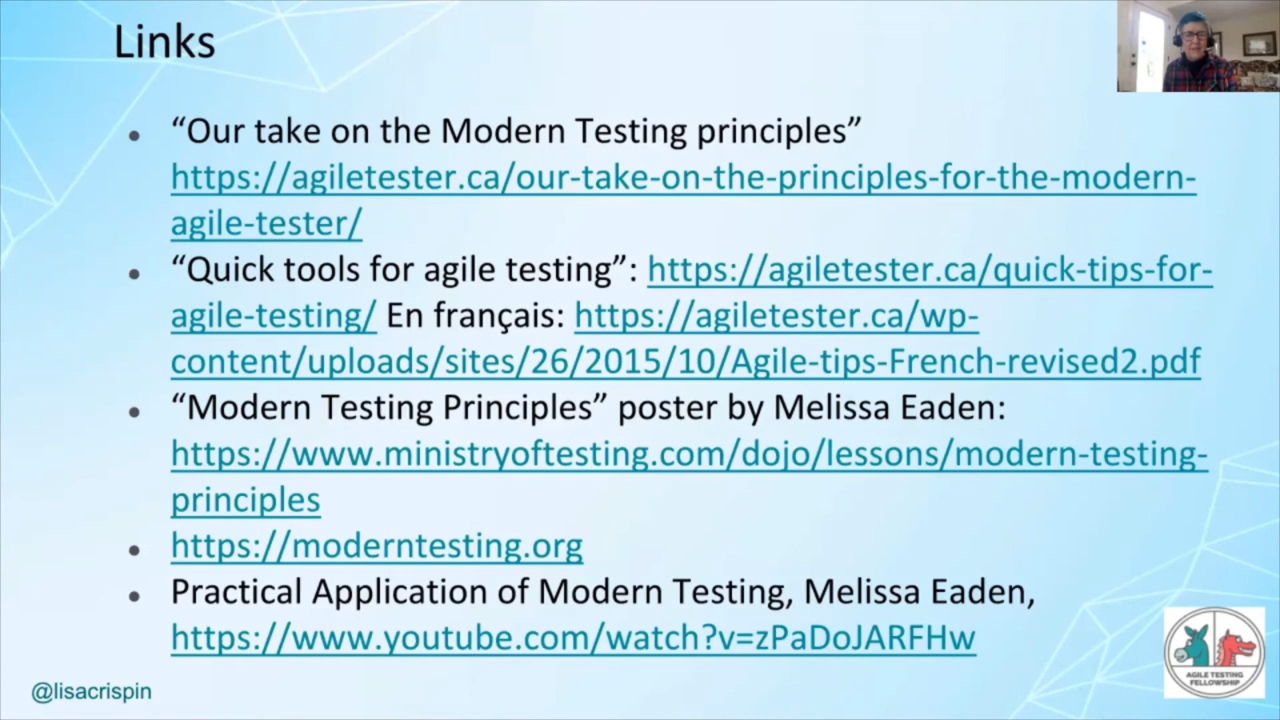 Links
• “Our take on the Modern Testing principles”
https://agiletester.ca/our-take-on-the-principles-for-the-modern-
agile-tester/
• “Quick tools for agile testing”: https://agiletester.ca/quick-tips-for-
agile-testing/ En français: https://agiletester.ca/wp-
content/uploads/sites/26/2015/10/Agile-tips-French-revised2.pdf
• “Modern Testing Principles” poster by Melissa Eaden:
https://www.ministryoftesting.com/dojo/lessons/modern-testing-
principles
• https://moderntesting.org
• Practical Application of Modern Testing, Melissa Eaden,
https://www.youtube.com/watch?v=zPaDoJARFHw
AGILE TESTING
FELLOWSHIP
@lisacrispin